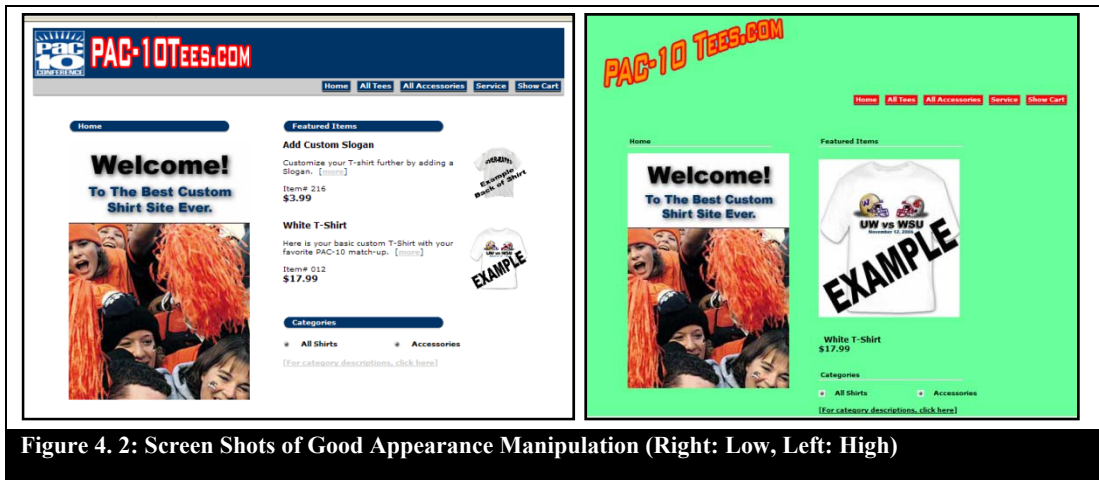 Pac
10
CONFERENCE
PAC-10TEES.COM
Home All Tees All Accessories Service Show Cart
Home
Welcome!
To The Best Custom
Shirt Site Ever.
Featured Items
Add Custom Slogan
Customize your T-shirt further by adding a
Slogan. [more]
Item# 216
$3.99
Example
Back of Shirt
White T-Shirt
Here is your basic custom T-Shirt with your
favorite PAC-10 match-up. [more]
Item# 012
$17.99
UW vs WSU
EXAMPLE
Categories
All Shirts Accessories
[For category descriptions, click here]
PAC-10 TEES.COM
Home All Tees All Accessories Service Show Cart
Home
Welcome!
To The Best Custom
Shirt Site Ever.
Featured Items
UW vs WSU
November 12, 2006
EXAMPLE
White T-Shirt
$17.99
Categories
All Shirts Accessories
[For category descriptions, click here]
Figure 4. 2: Screen Shots of Good Appearance Manipulation (Right: Low, Left: High)